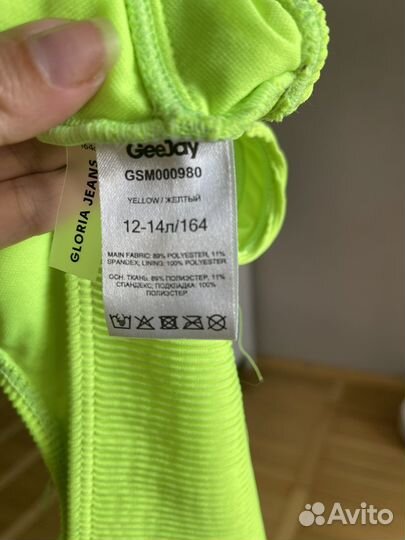 GeeJay
GSM000980
YELLOW / ЖЕЛТЫЙ
12-14л/164
MAIN FABRIC: 89% POLYESTER, 11%
SPANDEX; LINING: 100% POLYESTER
ОСН. ТКАНЬ: 89% ПОЛИЭСТЕР, 11%
СПАНДЕКС; ПОДКЛАДКА: 100%
ПОЛИЭСТЕР
GLORIA JEANS
164
Avito